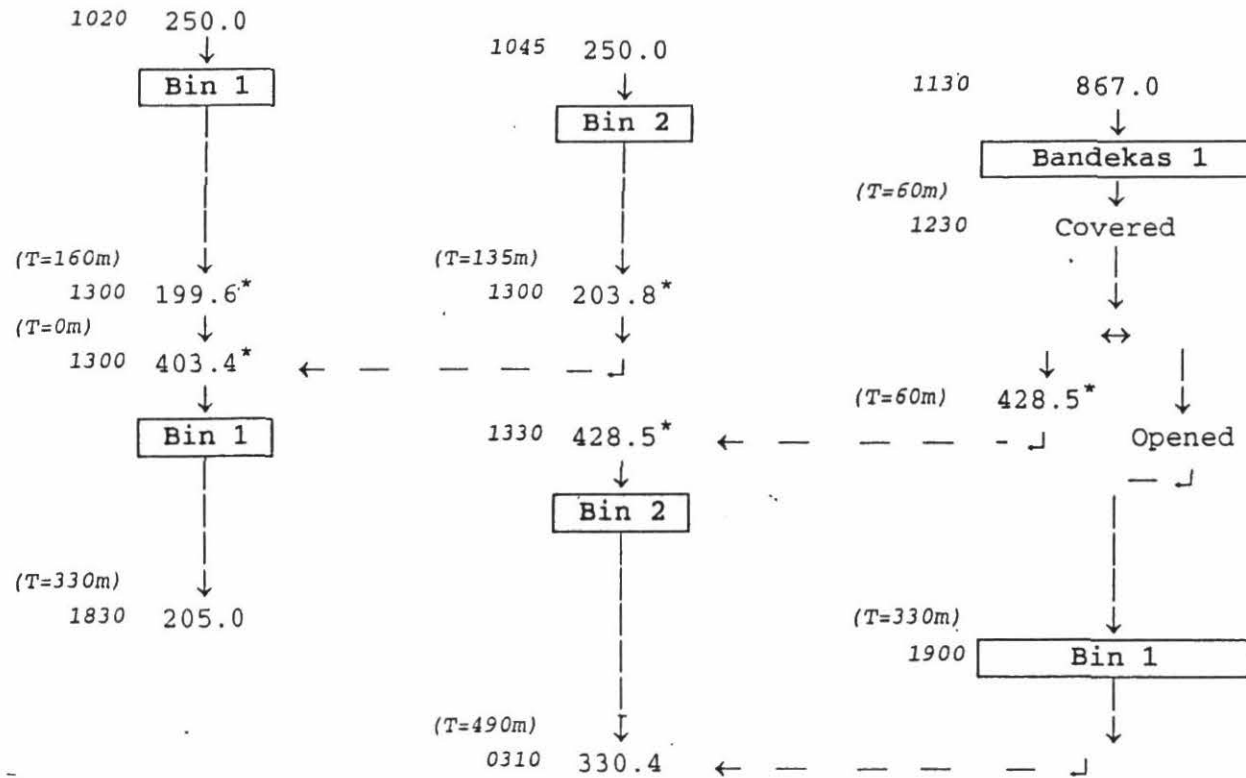 1020 250.0
1045 250.0
Bin 1
1130 867.0
Bin 2
Bandekas 1
(T=60m)
1230 Covered
(T=160m) (T=135m)
1300 199.6* 1300 203.8*
(T=0m)
1300 403.4*
(T=60m) 428.5*
Bin 1 1330 428.5* Opened
Bin 2
(T=330m)
1830 205.0
(T=330m)
1900 Bin 1
(T=490m)
0310 330.4